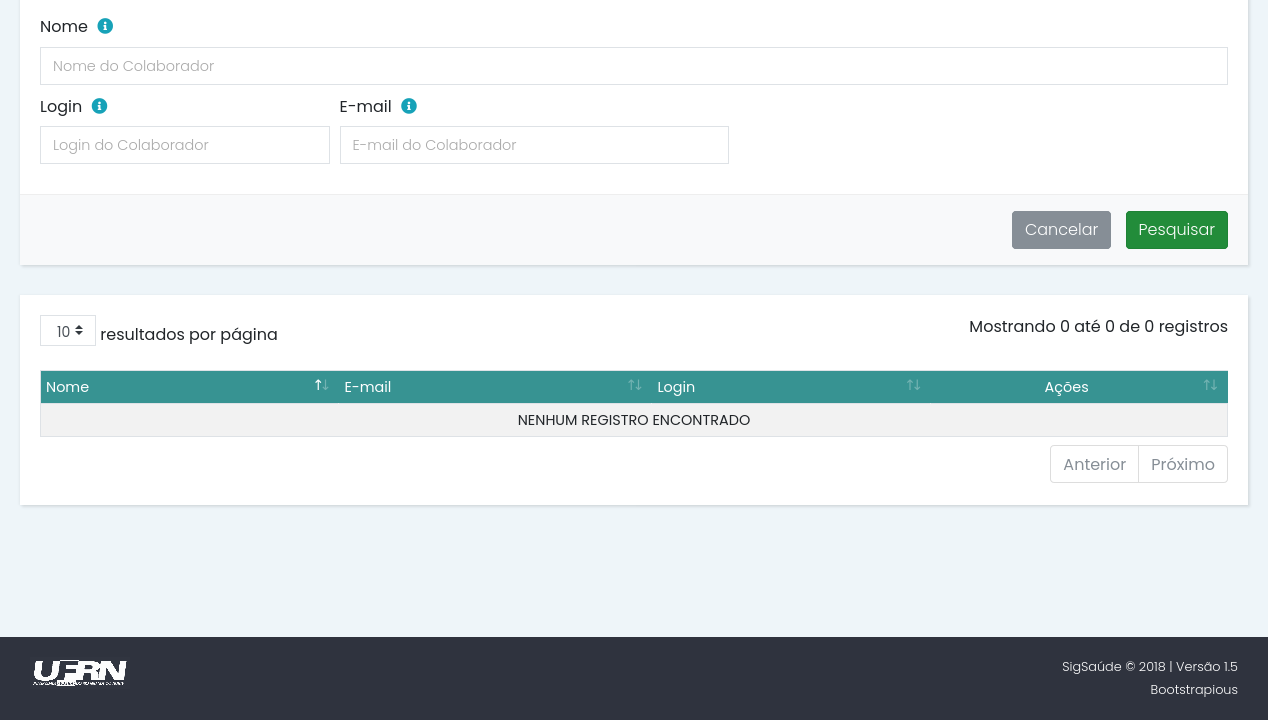 Nome
Nome do Colaborador
Login E-mail
Login do Colaborador E-mail do Colaborador
Cancelar Pesquisar
10 resultados por página Mostrando 0 até 0 de 0 registros
Nome E-mail Login Ações
NENHUM REGISTRO ENCONTRADO
Anterior Próximo
UFRN
SigSaúde © 2018 | Versão 1.5
Bootstrapious